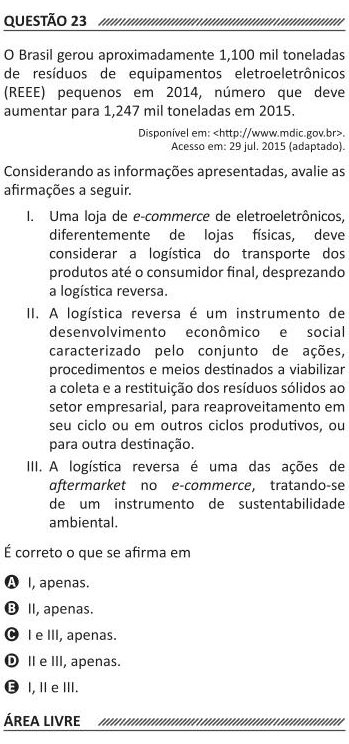 QUESTÃO 23
O Brasil gerou aproximadamente 1,100 mil toneladas
de resíduos de equipamentos eletroeletrônicos
(REEE) pequenos em 2014, número que deve
aumentar para 1,247 mil toneladas em 2015.
Disponível em: <http://www.mdic.gov.br>.
Acesso em: 29 jul. 2015 (adaptado).
Considerando as informações apresentadas, avalie as
afirmações a seguir.
I. Uma loja de e-commerce de eletroeletrônicos,
diferentemente de lojas físicas, deve
considerar a logística do transporte dos
produtos até o consumidor final, desprezando
a logística reversa.
II. A logística reversa é um instrumento de
desenvolvimento econômico e social
caracterizado pelo conjunto de ações,
procedimentos e meios destinados a viabilizar
a coleta e a restituição dos resíduos sólidos ao
setor empresarial, para reaproveitamento em
seu ciclo ou em outros ciclos produtivos, ou
para outra destinação.
III. A logística reversa é uma das ações de
aftermarket no e-commerce, tratando-se
de um instrumento de sustentabilidade
ambiental.
É correto o que se afirma em
A I, apenas.
B II, apenas.
C I e III, apenas.
D II e III, apenas.
E I, II e III.
ÁREA LIVRE